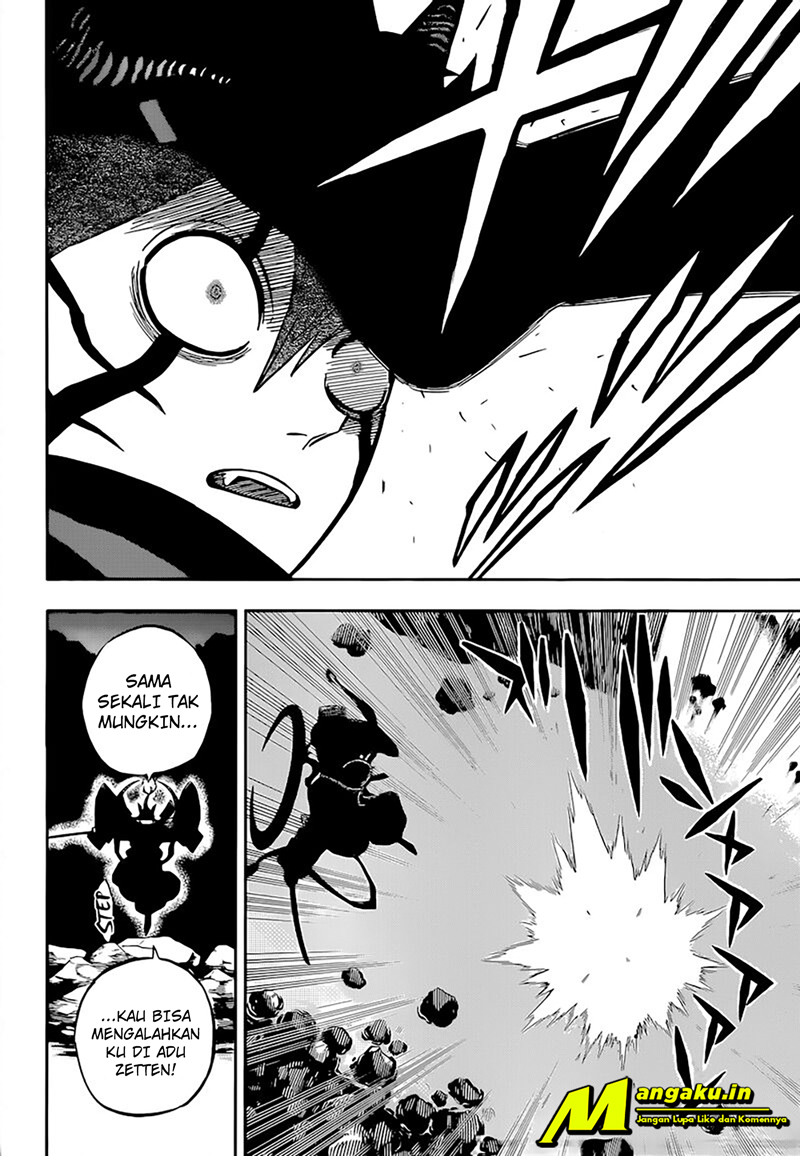 SAMA
SEKALI TAK
MUNGKIN...
STEP
...KAU BISA
MENGALAHKAN
KU DI ADU
ZETTEN!
Mangaku.in
Jangan Lupa Like dan Komennya